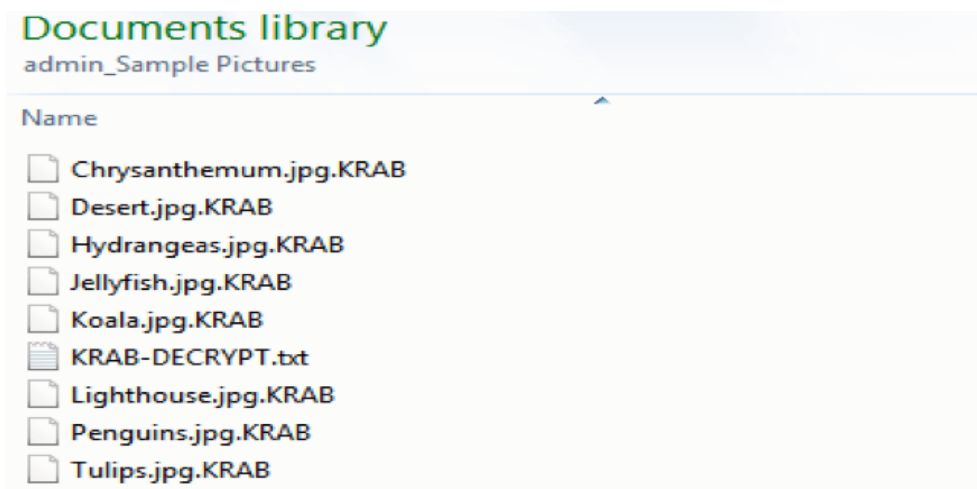 Documents library
admin_Sample Pictures
Name
Chrysanthemum.jpg.KRAB
Desert.jpg.KRAB
Hydrangeas.jpg.KRAB
Jellyfish.jpg.KRAB
Koala.jpg.KRAB
KRAB-DECRYPT.txt
Lighthouse.jpg.KRAB
Penguins.jpg.KRAB
Tulips.jpg.KRAB